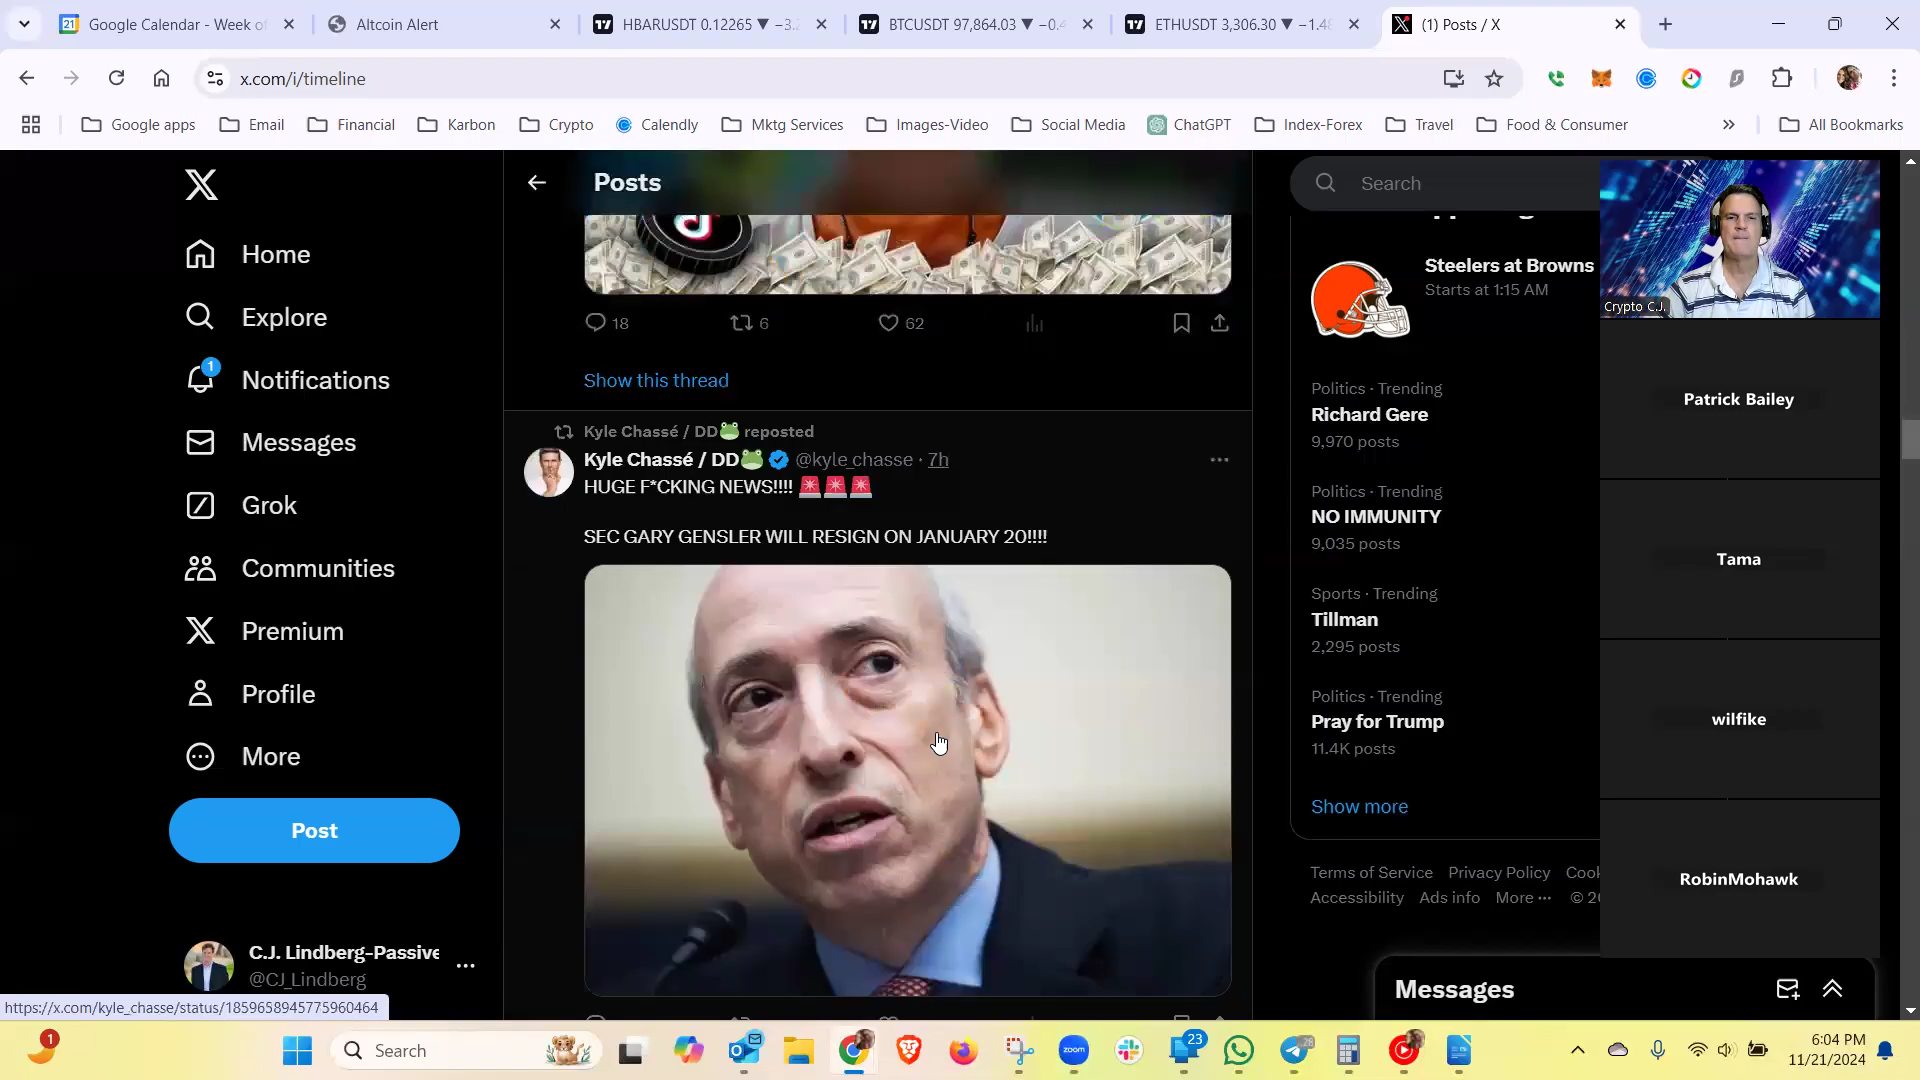 Google Calendar - Week of
Altcoin Alert
HBARUSDT 0.12265 ▼ −3.
BTCUSDT 97,864.03 ▼ −0.4
ETHUSDT 3,306.30 ▼ −1.48
(1) Posts / X
x.com/i/timeline
Google apps
Email
Financial
Karbon
Crypto
Calendly
Mktg Services
Images-Video
Social Media
ChatGPT
Index-Forex
Travel
Food & Consumer
All Bookmarks
Home
Explore
1
Notifications
Messages
Grok
Communities
Premium
Profile
More
Post
C.J. Lindberg-Passive
@CJ_Lindberg
https://x.com/kyle_chasse/status/1859658945775960464
Posts
18
6
62
Show this thread
Kyle Chassé / DD🐸 reposted
Kyle Chassé / DD🐸 @kyle_chasse · 7h
HUGE F*CKING NEWS!!!! 🚨🚨🚨
SEC GARY GENSLER WILL RESIGN ON JANUARY 20!!!!
Search
Steelers at Browns
Starts at 1:15 AM
Politics · Trending
Richard Gere
9,970 posts
Politics · Trending
NO IMMUNITY
9,035 posts
Sports · Trending
Tillman
2,295 posts
Politics · Trending
Pray for Trump
11.4K posts
Show more
Terms of Service Privacy Policy Cook
Accessibility Ads info More ··· © 20
Messages
Crypto C.J.
Patrick Bailey
Tama
wilfike
RobinMohawk
1
Search
zoom
23
28
6:04 PM
11/21/2024